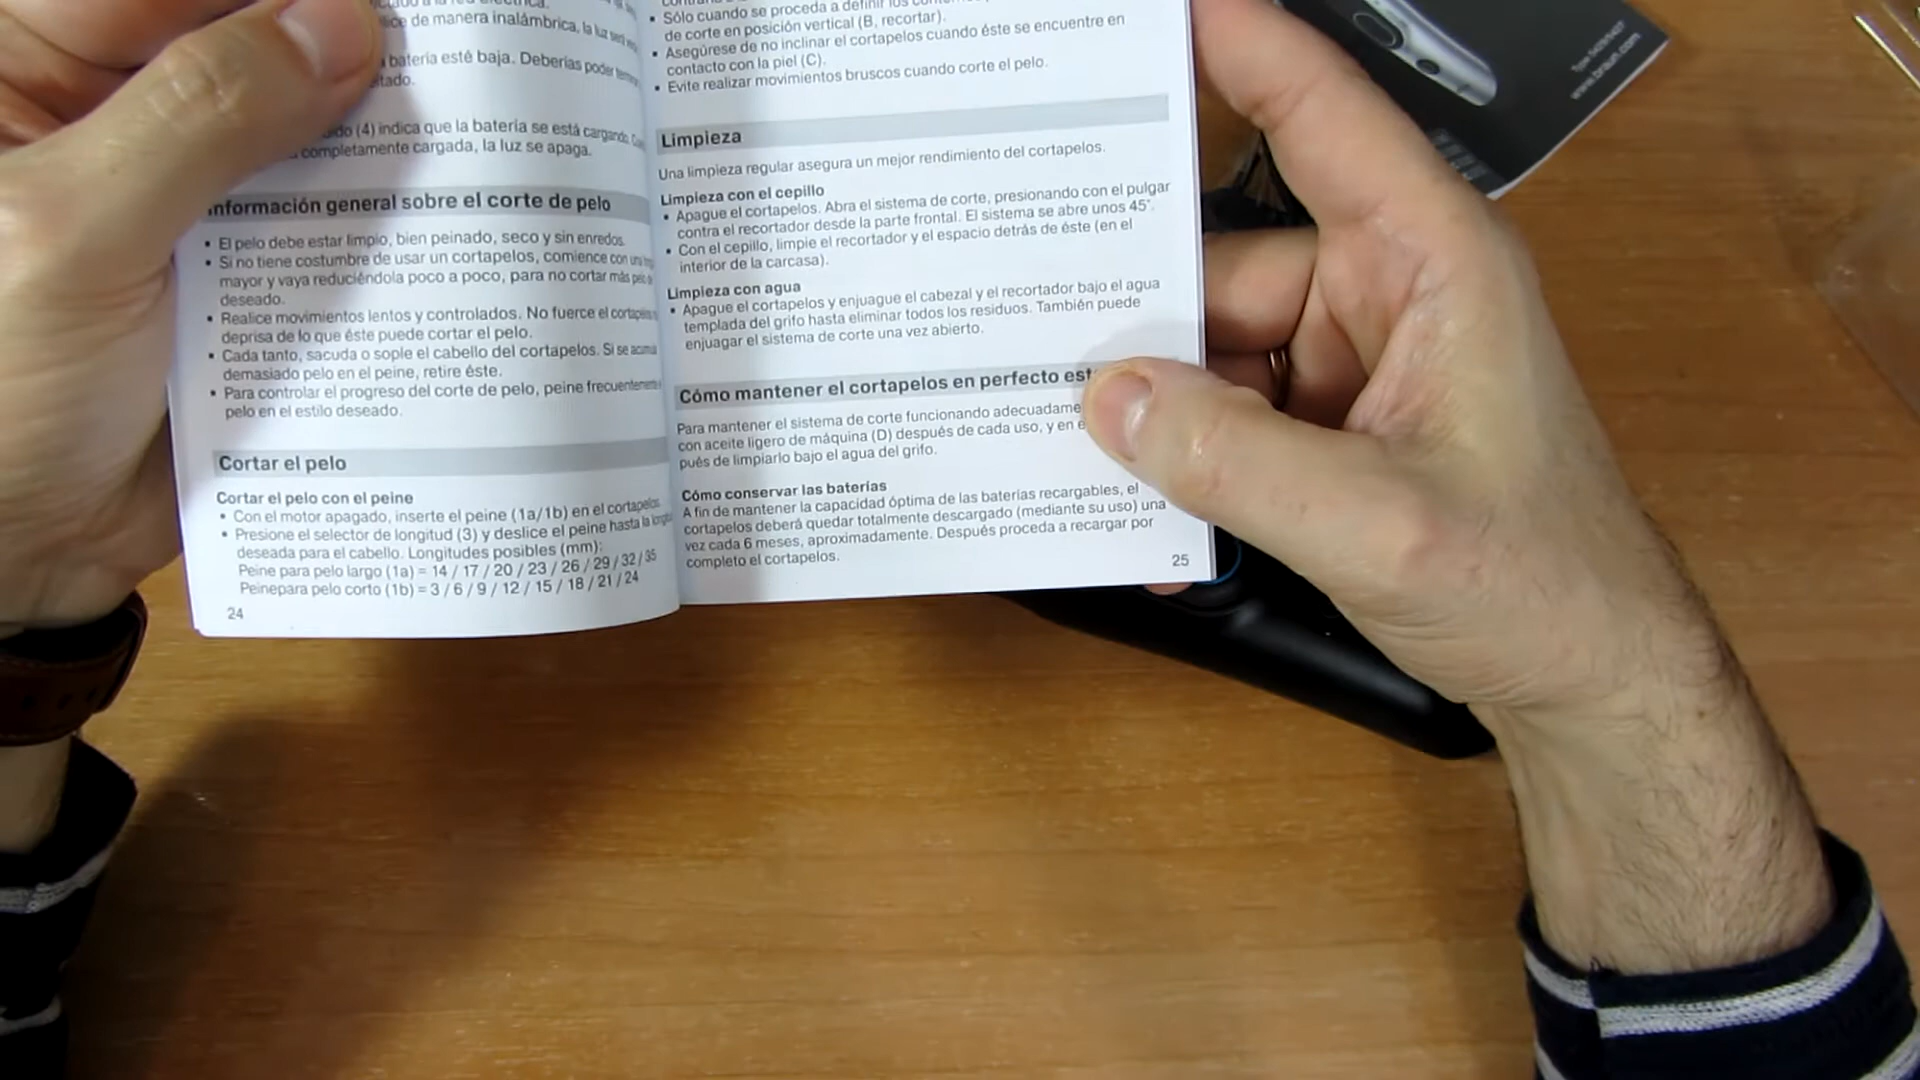 de manera inalámbrica, la luz
batería esté baja. Deberías poder
(4) indica que la batería se está cargando.
completamente cargada, la luz se apaga.
Información general sobre el corte de pelo
• El pelo debe estar limpio, bien peinado, seco y sin enredos.
• Si no tiene costumbre de usar un cortapelos, comience con
mayor y vaya reduciéndola poco a poco, para no cortar más
deseado.
• Realice movimientos lentos y controlados. No fuerce el
deprisa de lo que éste puede cortar el pelo.
• Cada tanto, sacuda o sople el cabello del cortapelos. Si se
demasiado pelo en el peine, retire éste.
• Para controlar el progreso del corte de pelo, peine
pelo en el estilo deseado.
Cortar el pelo
Cortar el pelo con el peine
• Con el motor apagado, inserte el peine (1a/1b) en el cortapelos.
• Presione el selector de longitud (3) y deslice el peine hasta la
deseada para el cabello. Longitudes posibles (mm):
Peine para pelo largo (1a) = 14 / 17 / 20 / 23 / 26 / 29 / 32 / 35
Peinepara pelo corto (1b) = 3 / 6 / 9 / 12 / 15 / 18 / 21 / 24
24
• Sólo cuando se proceda a definir los
de corte en posición vertical (B, recortar).
• Asegúrese de no inclinar el cortapelos cuando éste se encuentre en
contacto con la piel (C).
• Evite realizar movimientos bruscos cuando corte el pelo.
Limpieza
Una limpieza regular asegura un mejor rendimiento del cortapelos.
Limpieza con el cepillo
• Apague el cortapelos. Abra el sistema de corte, presionando con el pulgar
contra el recortador desde la parte frontal. El sistema se abre unos 45°.
• Con el cepillo, limpie el recortador y el espacio detrás de éste (en el
interior de la carcasa).
Limpieza con agua
• Apague el cortapelos y enjuague el cabezal y el recortador bajo el agua
templada del grifo hasta eliminar todos los residuos. También puede
enjuagar el sistema de corte una vez abierto.
Cómo mantener el cortapelos en perfecto
Para mantener el sistema de corte funcionando
con aceite ligero de máquina (D) después de cada uso, y en
pués de limpiarlo bajo el agua del grifo.
Cómo conservar las baterías
A fin de mantener la capacidad óptima de las baterías recargables, el
cortapelos deberá quedar totalmente descargado (mediante su uso) una
vez cada 6 meses, aproximadamente. Después proceda a recargar por
completo el cortapelos.
25
www.braun.com